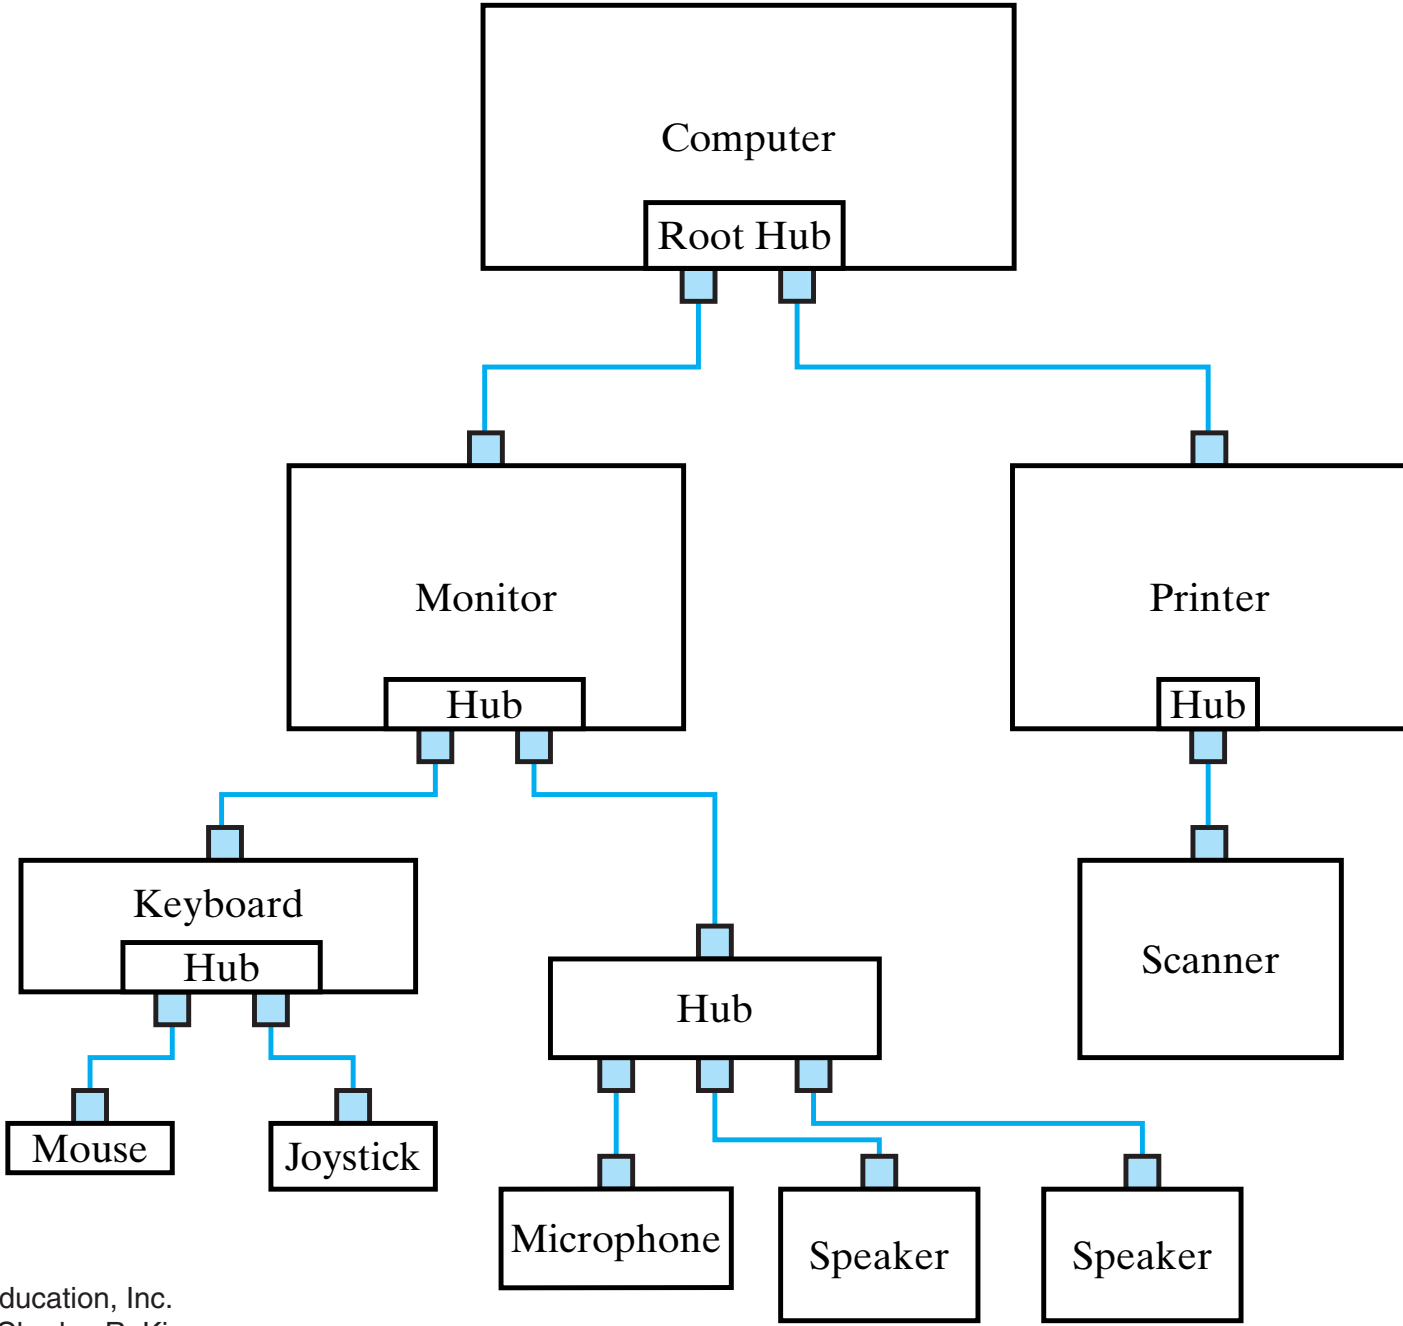 Computer
Root Hub
Monitor
Printer
Hub
Hub
Keyboard
Hub
Scanner
Hub
Mouse
Joystick
Microphone
Speaker
Speaker
ducation, Inc.